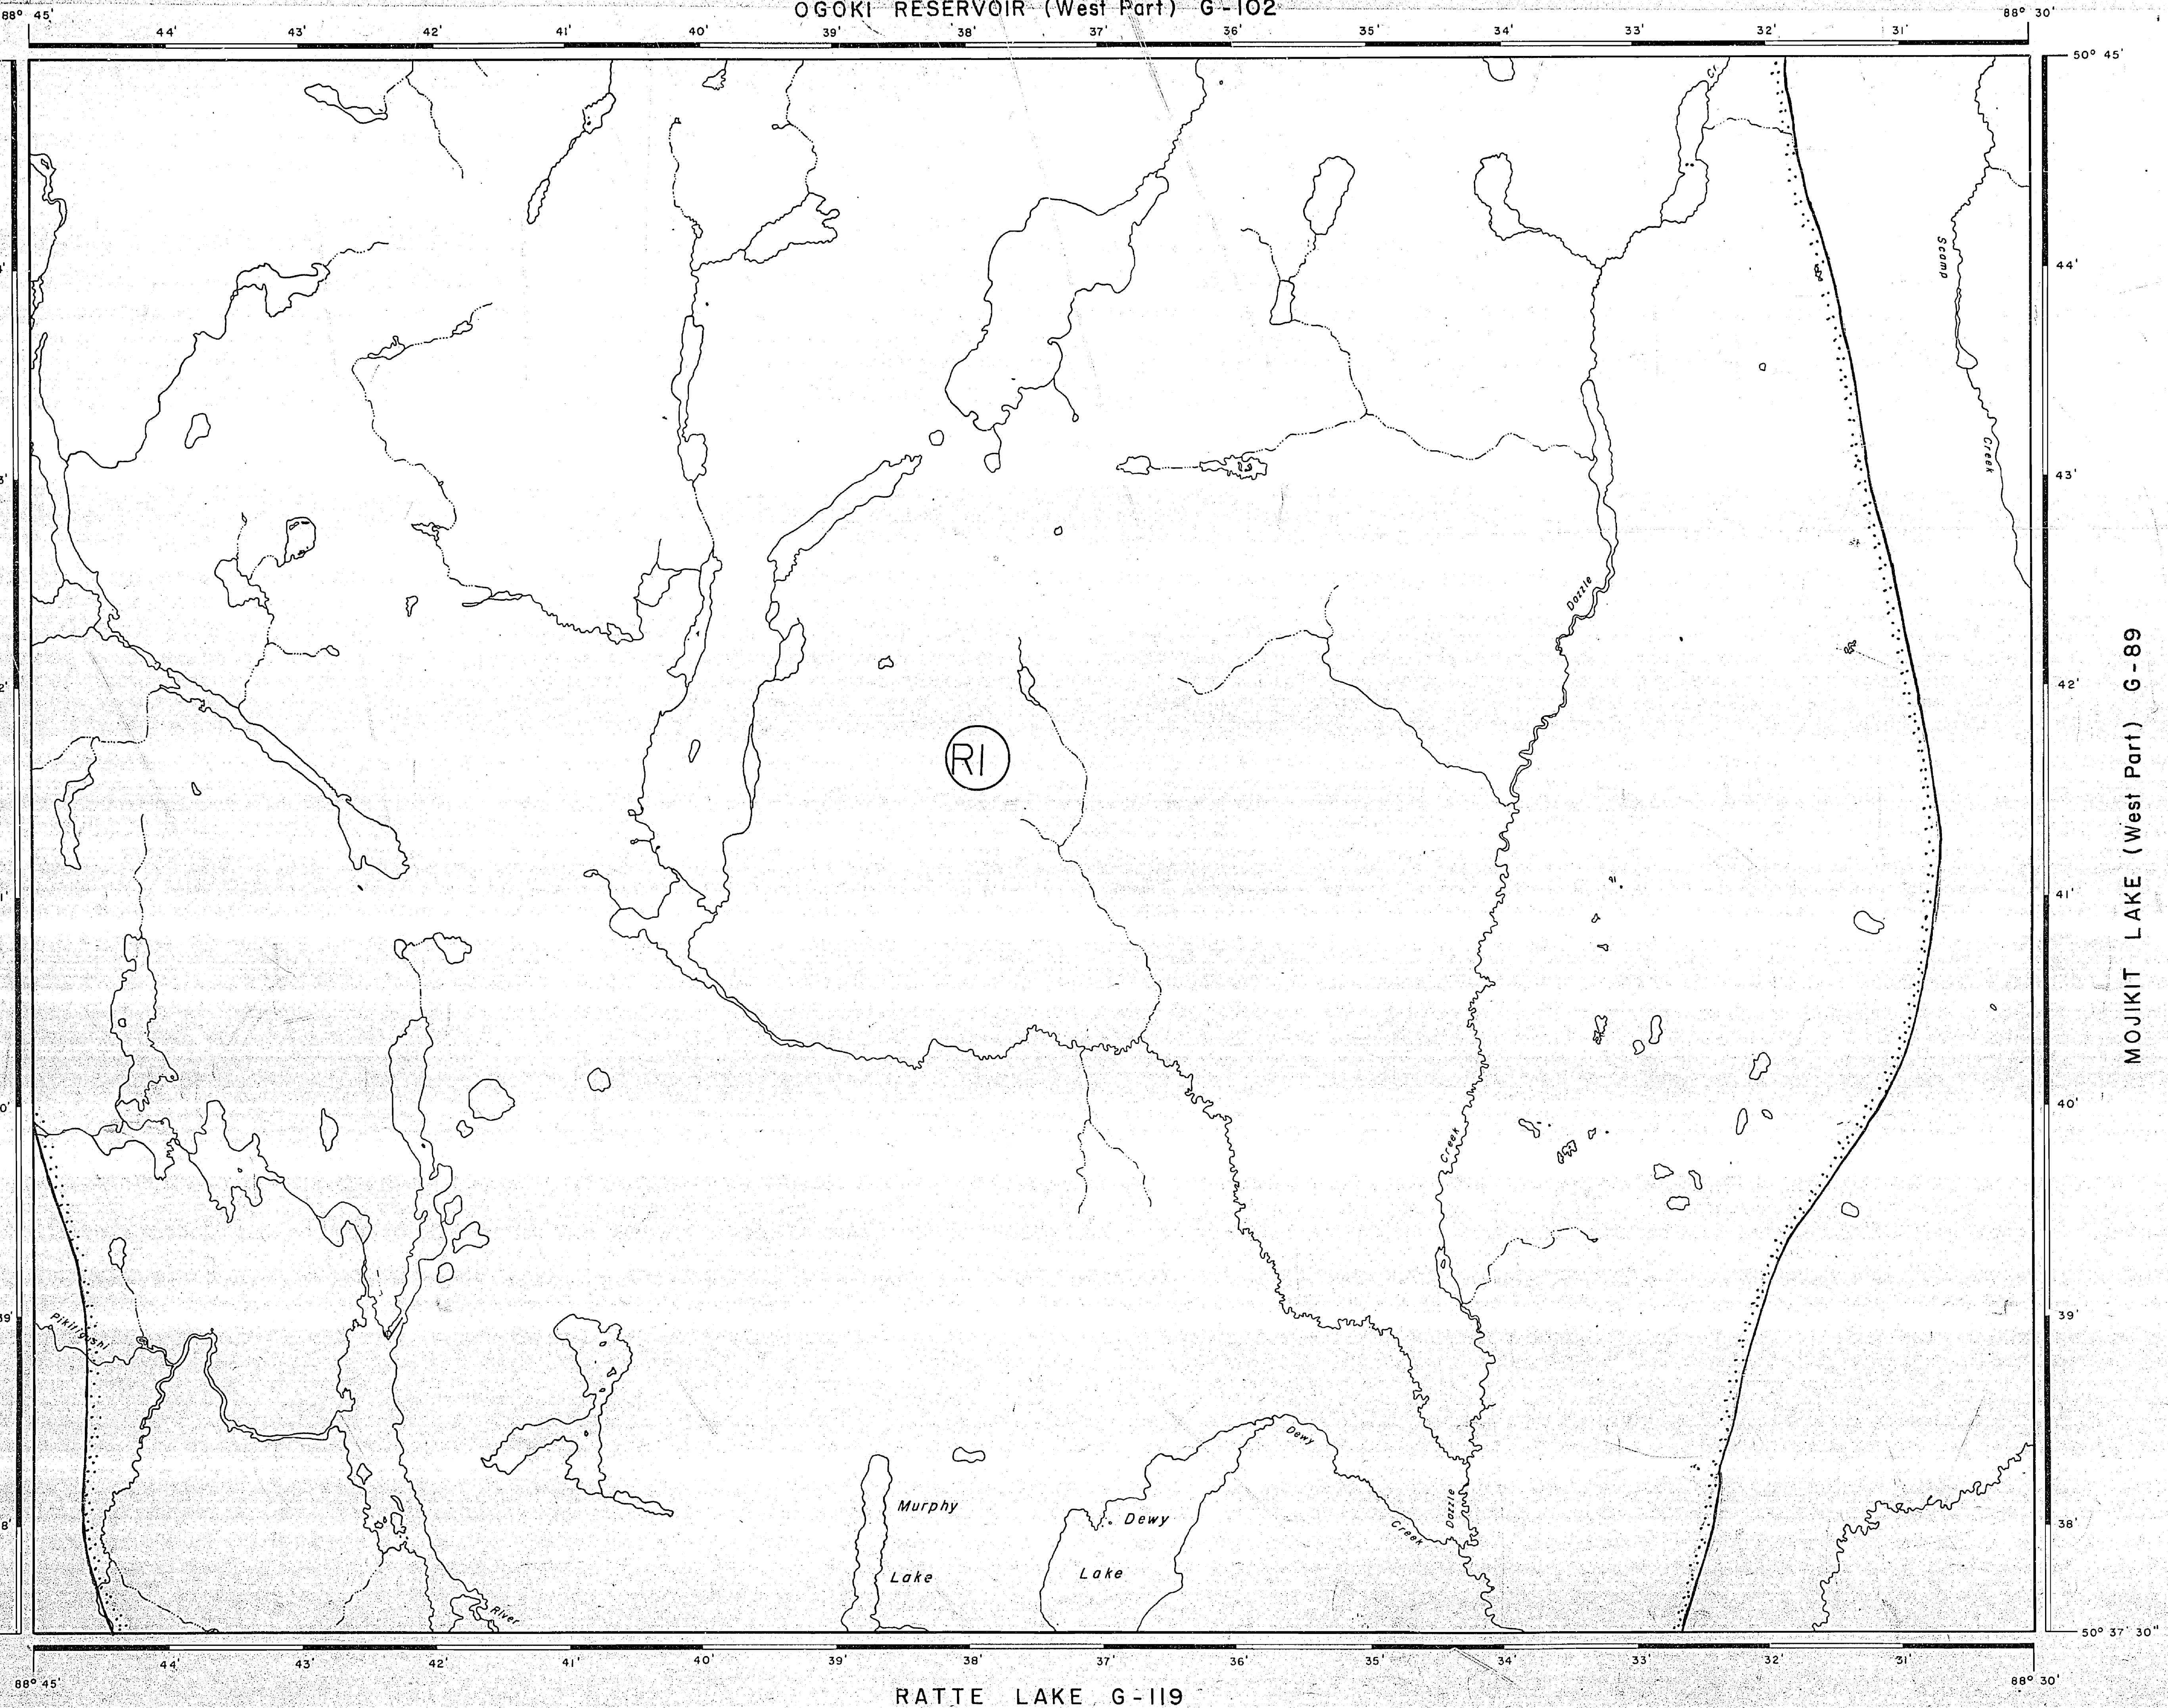 OGOKI RESERVOIR (West Part) G-102
88° 45'
44'
43'
42'
41'
40'
39'
38'
37'
36'
35'
34'
33'
32'
31'
88° 30'
50° 45'
Cr
Scamp
Creek
44'
43'
Dazzle
42'
R1
MOJIKIT LAKE (West Part) G-89
41'
40'
Creek
39'
Pikitigushi
Dewy
Murphy
Lake
Dewy
Lake
Creek
Dazzle
38'
River
50° 37' 30"
88° 45'
44'
43'
42'
41'
40'
39'
38'
37'
36'
35'
34'
33'
32'
31'
88° 30'
RATTE LAKE G-119